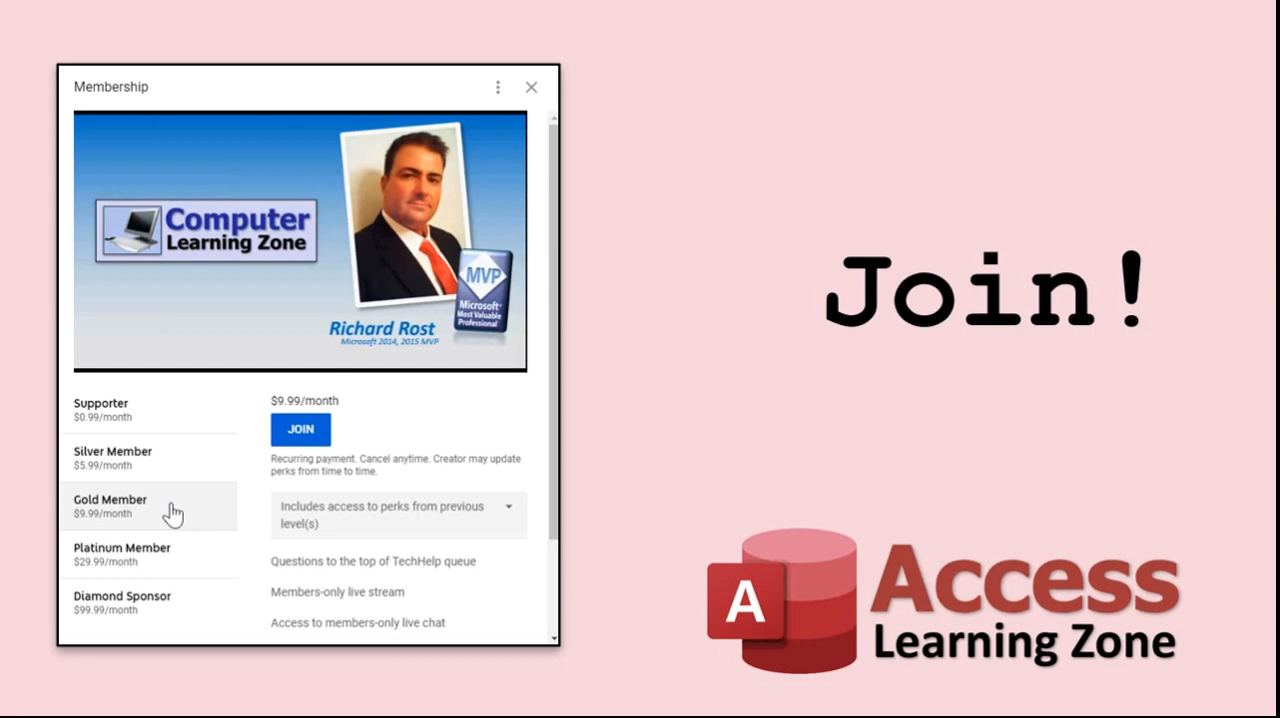 Membership
Computer
Learning Zone
MVP
Microsoft®
Most Valuable
Professional
Richard Rost
Microsoft 2014, 2015 MVP
Supporter
$0.99/month
Silver Member
$5.99/month
Gold Member
$9.99/month
Platinum Member
$29.99/month
Diamond Sponsor
$99.99/month
$9.99/month
JOIN
Recurring payment. Cancel anytime. Creator may update
perks from time to time.
Includes access to perks from previous
level(s)
Questions to the top of TechHelp queue
Members-only live stream
Access to members-only live chat
Join!
A
Access
Learning Zone